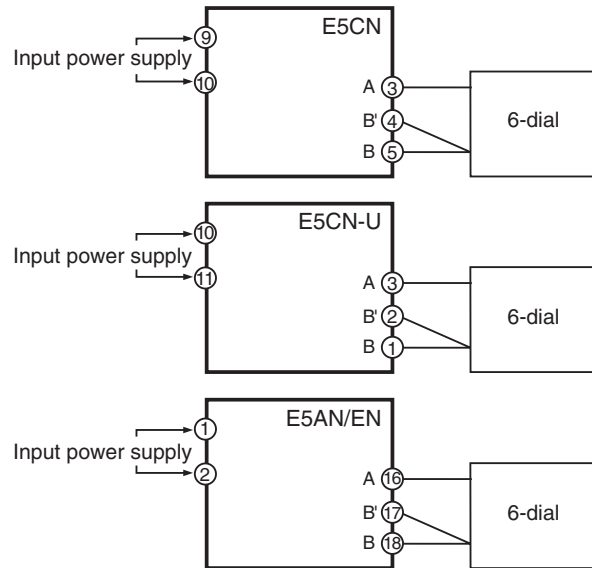 E5CN
9
Input power supply
10
A 3
B' 4
B 5
6-dial
E5CN-U
10
Input power supply
11
A 3
B' 2
B 1
6-dial
E5AN/EN
1
Input power supply
2
A 16
B' 17
B 18
6-dial